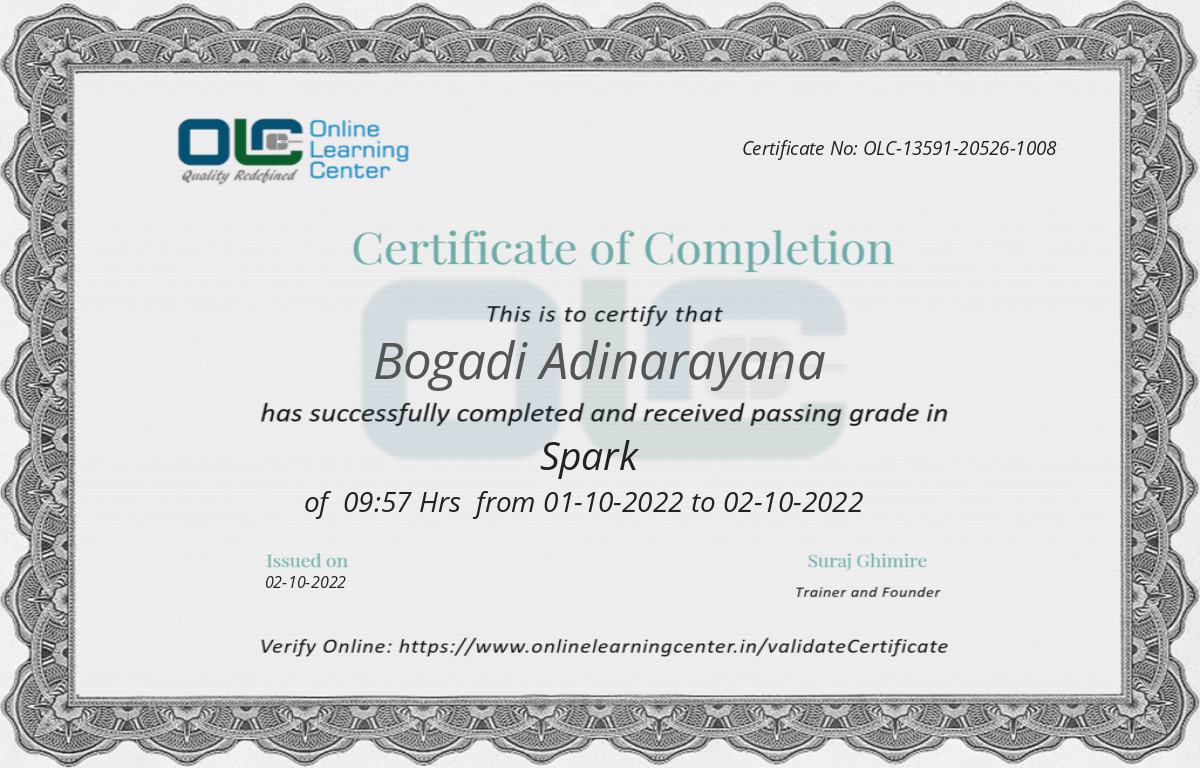 OLC Online
Learning
Center
Quality Redefined
Certificate No: OLC-13591-20526-1008
Certificate of Completion
This is to certify that
Bogadi Adinarayana
has successfully completed and received passing grade in
Spark
of 09:57 Hrs from 01-10-2022 to 02-10-2022
Issued on
02-10-2022
Suraj Ghimire
Trainer and Founder
Verify Online: https://www.onlinelearningcenter.in/validateCertificate